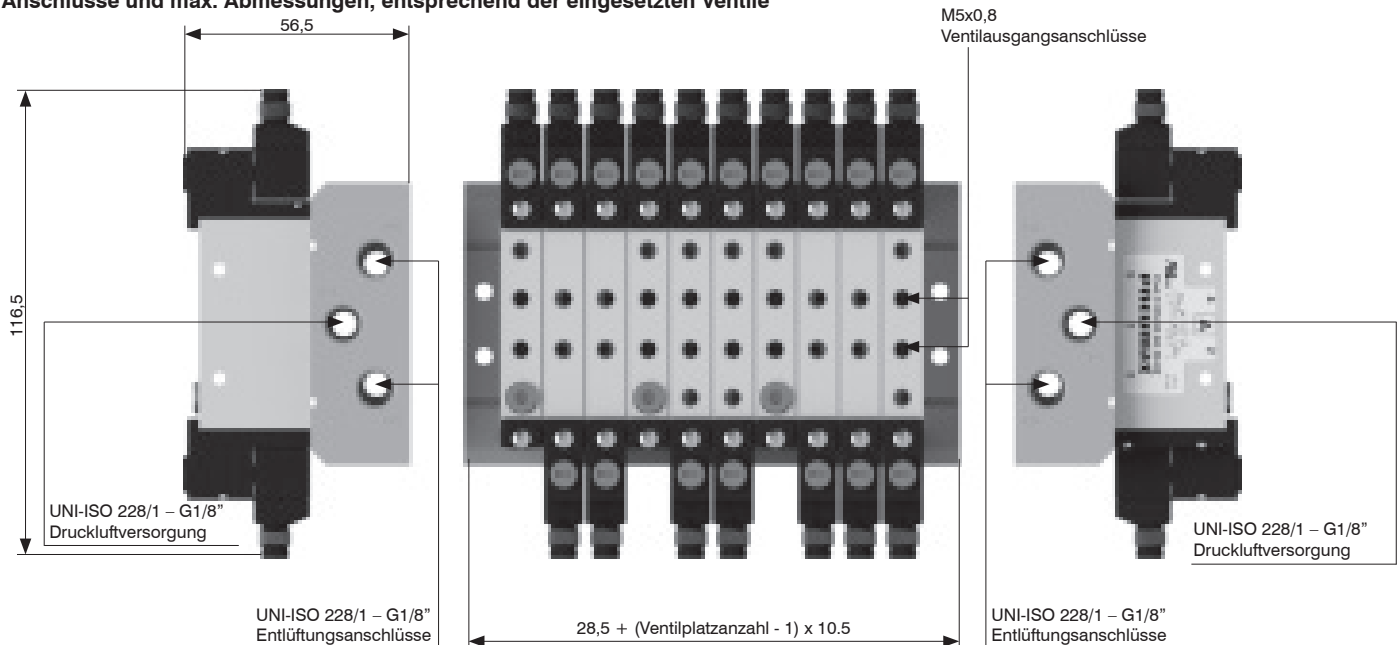 Anschlüsse und max. Abmessungen, entsprechend der eingesetzten Ventile
56,5
M5x0,8
Ventilausgangsanschlüsse
116,5
UNI-ISO 228/1 – G1/8”
Druckluftversorgung
UNI-ISO 228/1 – G1/8”
Druckluftversorgung
UNI-ISO 228/1 – G1/8”
Entlüftungsanschlüsse
28,5 + (Ventilplatzanzahl - 1) x 10.5
UNI-ISO 228/1 – G1/8”
Entlüftungsanschlüsse